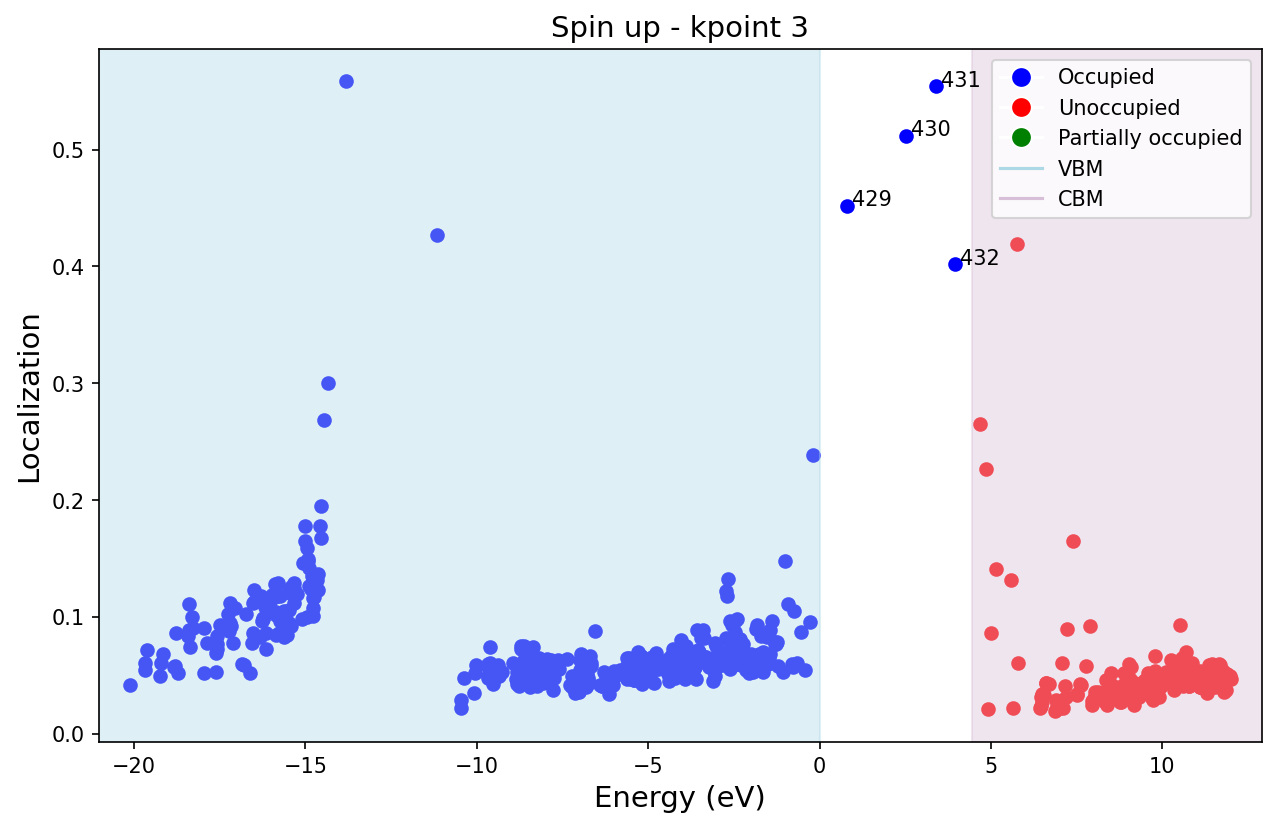 Spin up - kpoint 3
Localization
0.5
0.4
0.3
0.2
0.1
0.0
431
430
429
432
Occupied
Unoccupied
Partially occupied
VBM
CBM
−20
−15
−10
−5
0
5
10
Energy (eV)